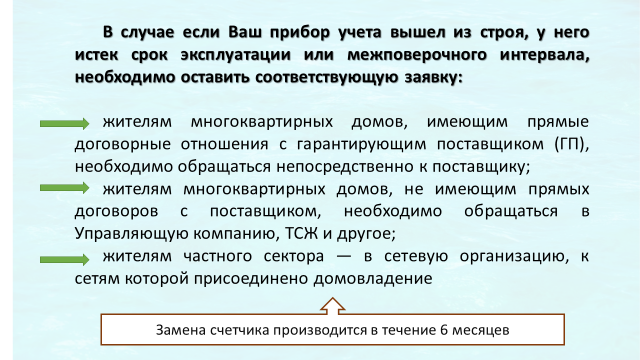 В случае если Ваш прибор учета вышел из строя, у него
истек срок эксплуатации или межповерочного интервала,
необходимо оставить соответствующую заявку:
жителям многоквартирных домов, имеющим прямые
договорные отношения с гарантирующим поставщиком (ГП),
необходимо обращаться непосредственно к поставщику;
жителям многоквартирных домов, не имеющим прямых
договоров с поставщиком, необходимо обращаться в
Управляющую компанию, ТСЖ и другое;
жителям частного сектора — в сетевую организацию, к
сетям которой присоединено домовладение
Замена счетчика производится в течение 6 месяцев